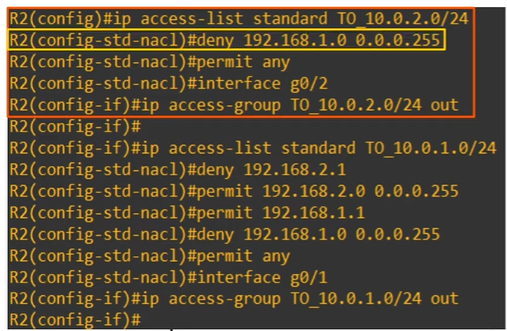 R2(config)#ip access-list standard TO_10.0.2.0/24
R2(config-std-nacl)#deny 192.168.1.0 0.0.0.255
R2(config-std-nacl)#permit any
R2(config-std-nacl)#interface g0/2
R2(config-if)#ip access-group TO_10.0.2.0/24 out
R2(config-if)#
R2(config-if)#ip access-list standard TO_10.0.1.0/24
R2(config-std-nacl)#deny 192.168.2.1
R2(config-std-nacl)#permit 192.168.2.0 0.0.0.255
R2(config-std-nacl)#permit 192.168.1.1
R2(config-std-nacl)#deny 192.168.1.0 0.0.0.255
R2(config-std-nacl)#permit any
R2(config-std-nacl)#interface g0/1
R2(config-if)#ip access-group TO_10.0.1.0/24 out
R2(config-if)#